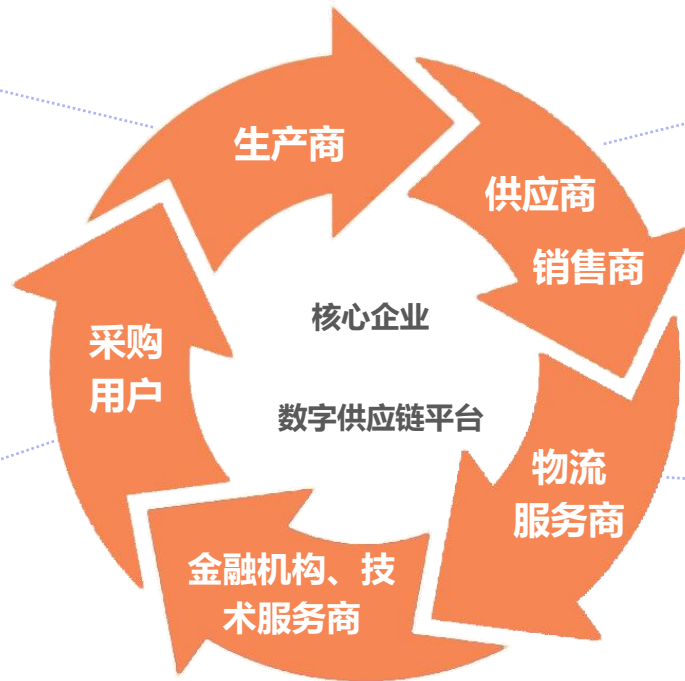 生产商
供应商
销售商
核心企业
采购
用户
数字供应链平台
物流
服务商
金融机构、技
术服务商